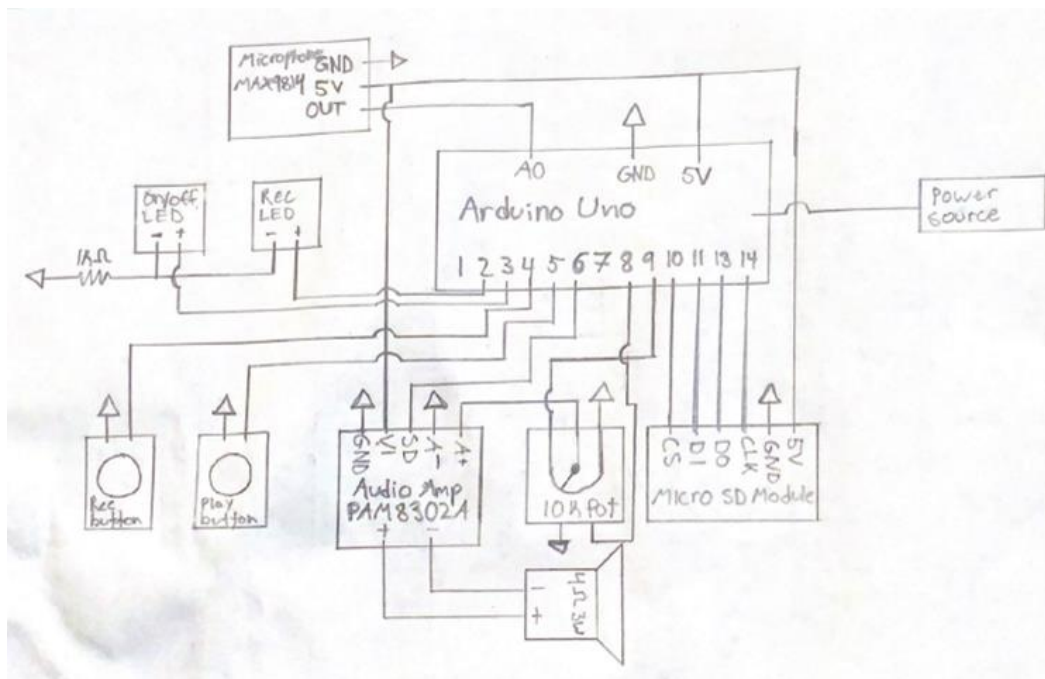 Microphone GND
MAX9814 5V
OUT
A0 GND 5V
Arduino Uno
1 2 3 4 5 6 7 8 9 10 11 13 14
Power
source
On/off
LED
- +
Rec
LED
- +
1kΩ
Rec
button
Play
button
GND VI SD A- A+
Audio Amp
PAM8302A
+ -
10k Pot
CS DI DO CLK GND 5V
Micro SD Module
- +
4Ω 3W